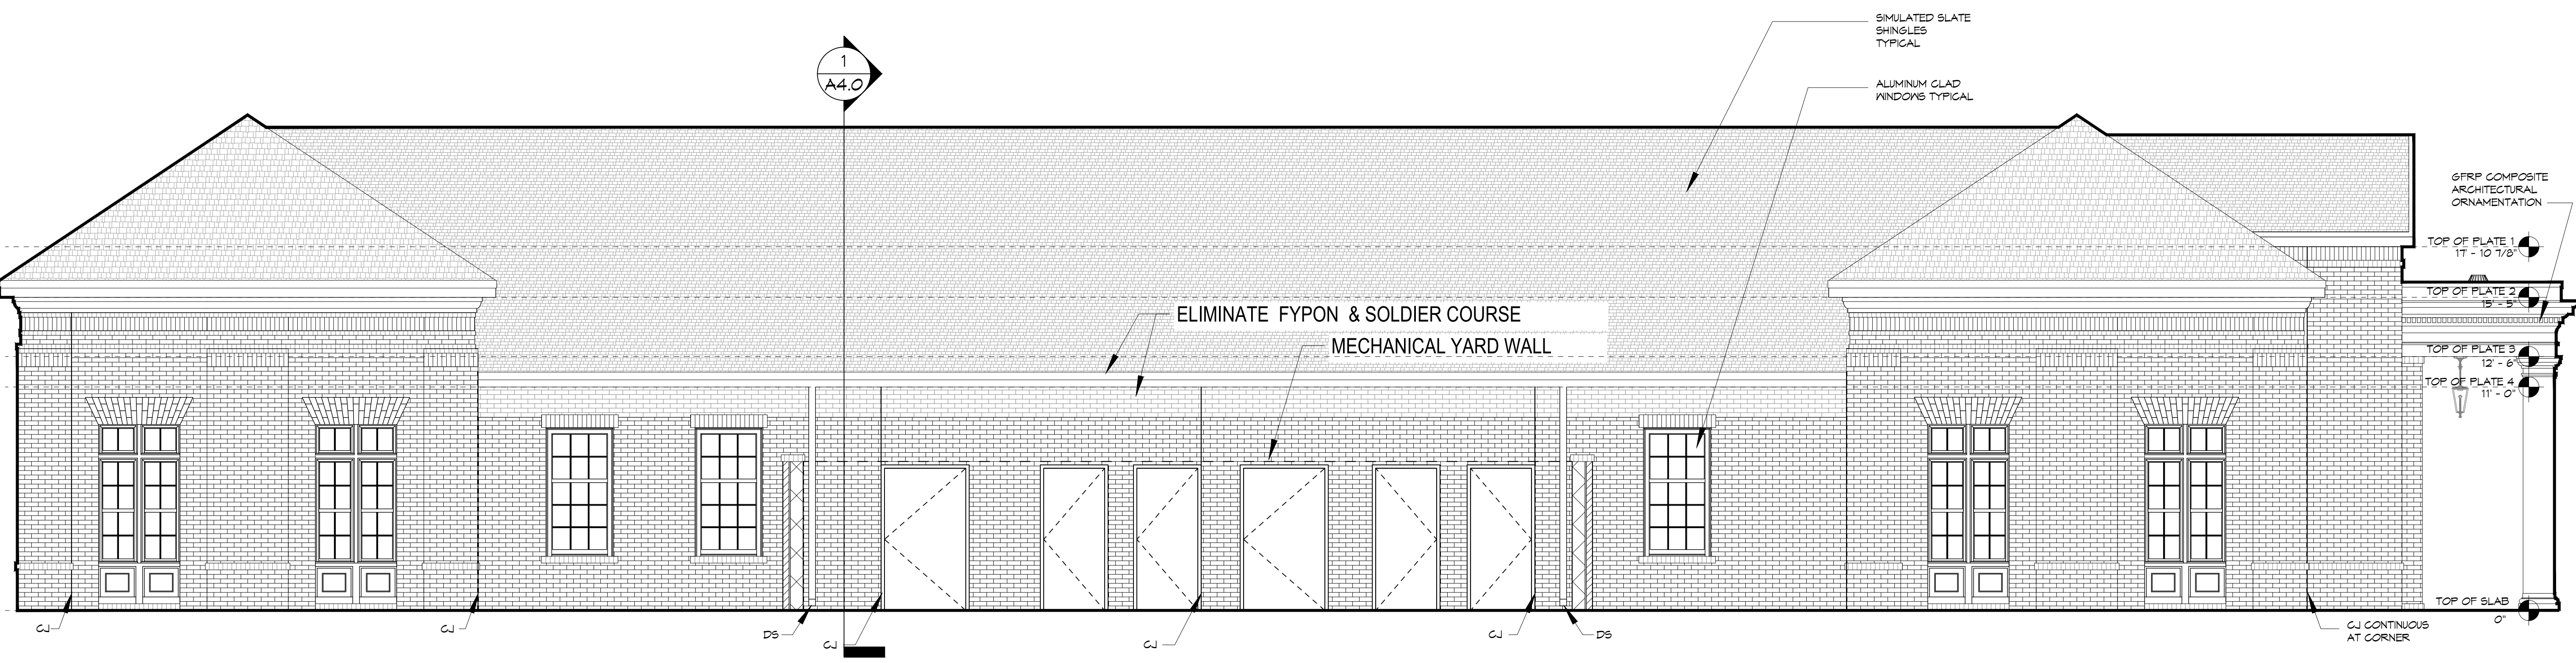 SIMULATED SLATE
SHINGLES
TYPICAL
1
A4.0
ALUMINUM CLAD
WINDOWS TYPICAL
GFRP COMPOSITE
ARCHITECTURAL
ORNAMENTATION
TOP OF PLATE 1
17' - 10 7/8"
TOP OF PLATE 2
15' - 5"
ELIMINATE FYPON & SOLDIER COURSE
MECHANICAL YARD WALL
TOP OF PLATE 3
12' - 6"
TOP OF PLATE 4
11' - 0"
TOP OF SLAB
0"
CJ
CJ
DS
CJ
CJ
CJ
DS
CJ CONTINUOUS
AT CORNER